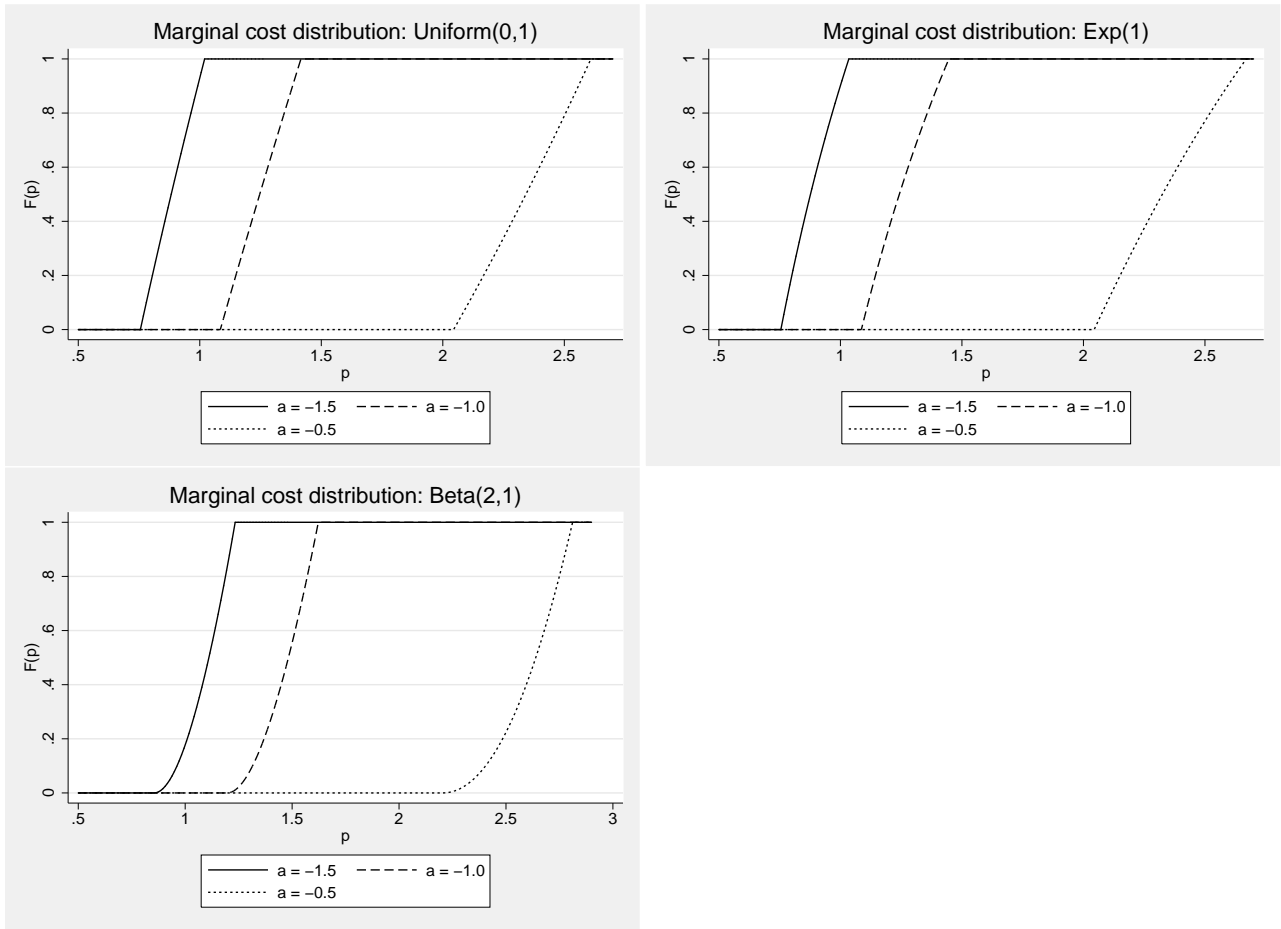 Marginal cost distribution: Uniform(0,1)
F(p)
0 .2 .4 .6 .8 1
.5 1 1.5 2 2.5
p
a = −1.5 a = −1.0
a = −0.5
Marginal cost distribution: Exp(1)
F(p)
0 .2 .4 .6 .8 1
.5 1 1.5 2 2.5
p
a = −1.5 a = −1.0
a = −0.5
Marginal cost distribution: Beta(2,1)
F(p)
0 .2 .4 .6 .8 1
.5 1 1.5 2 2.5 3
p
a = −1.5 a = −1.0
a = −0.5